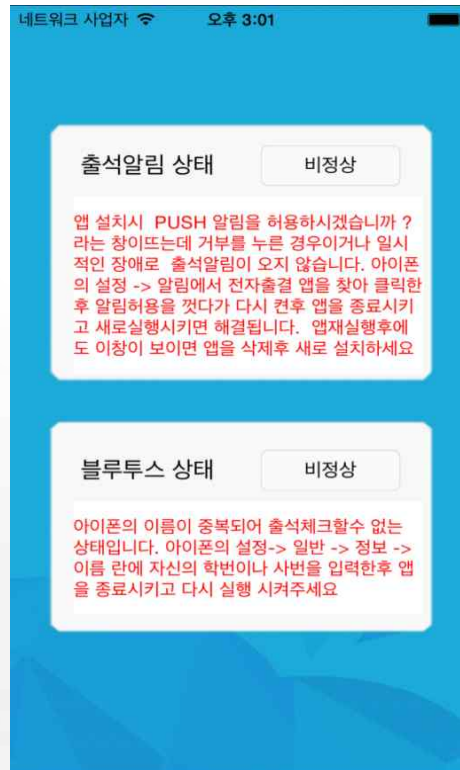 네트워크 사업자 오후 3:01
출석알림 상태 비정상
앱 설치시 PUSH 알림을 허용하시겠습니까 ?
라는 창이뜨는데 거부를 누른 경우이거나 일시
적인 장애로 출석알림이 오지 않습니다. 아이폰
의 설정 -> 알림에서 전자출결 앱을 찾아 클릭한
후 알림허용을 껏다가 다시 켠후 앱을 종료시키
고 새로실행시키면 해결됩니다. 앱재실행후에
도 이창이 보이면 앱을 삭제후 새로 설치하세요
블루투스 상태 비정상
아이폰의 이름이 중복되어 출석체크할수 없는
상태입니다. 아이폰의 설정-> 일반 -> 정보 ->
이름 란에 자신의 학번이나 사번을 입력한후 앱
을 종료시키고 다시 실행 시켜주세요